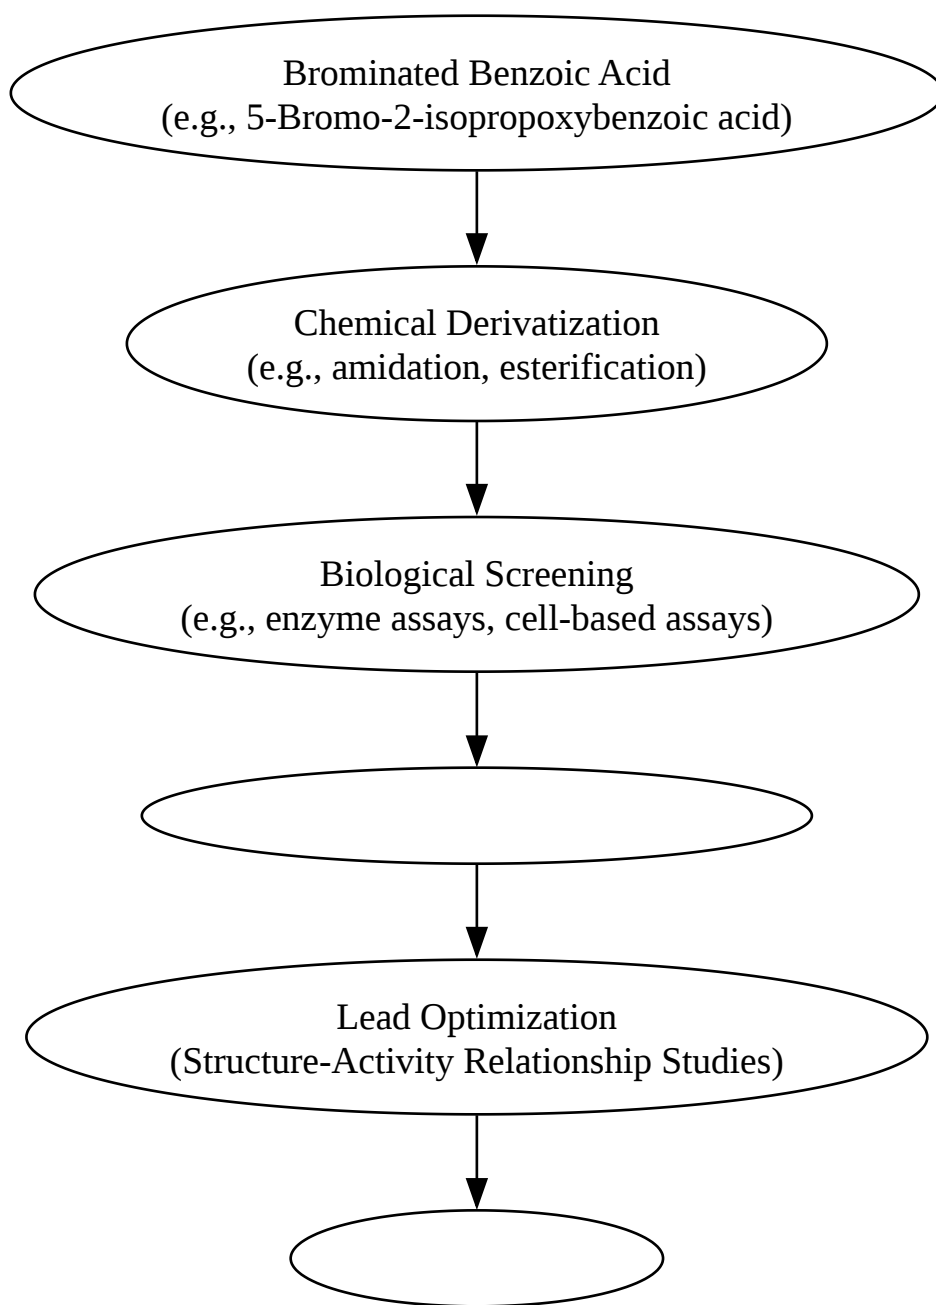 Brominated Benzoic Acid
(e.g., 5-Bromo-2-isopropoxybenzoic acid)
Chemical Derivatization
(e.g., amidation, esterification)
Biological Screening
(e.g., enzyme assays, cell-based assays)
Lead Optimization
(Structure-Activity Relationship Studies)